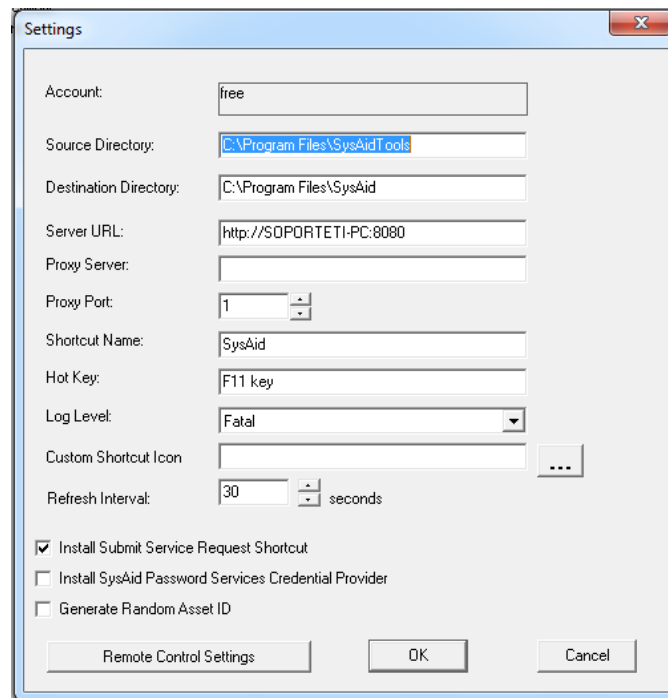 Settings
Account: free
Source Directory: C:\Program Files\SysAidTools
Destination Directory: C:\Program Files\SysAid
Server URL: http://SOPORTETI-PC:8080
Proxy Server:
Proxy Port: 1
Shortcut Name: SysAid
Hot Key: F11 key
Log Level: Fatal
Custom Shortcut Icon ...
Refresh Interval: 30 seconds
Install Submit Service Request Shortcut
Install SysAid Password Services Credential Provider
Generate Random Asset ID
Remote Control Settings OK Cancel